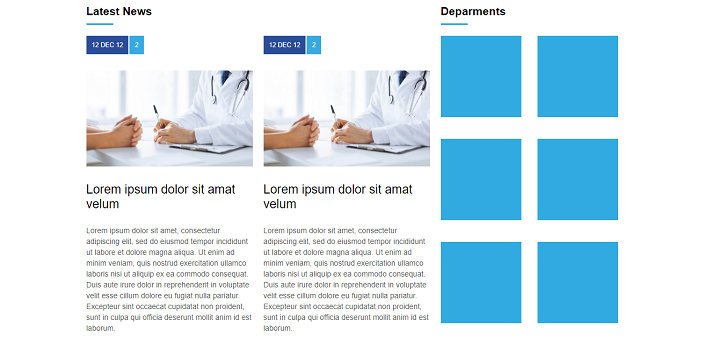 Latest News
12 DEC 12 2
Lorem ipsum dolor sit amat
velum
Lorem ipsum dolor sit amet, consectetur
adipiscing elit, sed do eiusmod tempor incididunt
ut labore et dolore magna aliqua. Ut enim ad
minim veniam, quis nostrud exercitation ullamco
laboris nisi ut aliquip ex ea commodo consequat.
Duis aute irure dolor in reprehenderit in voluptate
velit esse cillum dolore eu fugiat nulla pariatur.
Excepteur sint occaecat cupidatat non proident,
sunt in culpa qui officia deserunt mollit anim id est
laborum.
12 DEC 12 2
Lorem ipsum dolor sit amat
velum
Lorem ipsum dolor sit amet, consectetur
adipiscing elit, sed do eiusmod tempor incididunt
ut labore et dolore magna aliqua. Ut enim ad
minim veniam, quis nostrud exercitation ullamco
laboris nisi ut aliquip ex ea commodo consequat.
Duis aute irure dolor in reprehenderit in voluptate
velit esse cillum dolore eu fugiat nulla pariatur.
Excepteur sint occaecat cupidatat non proident,
sunt in culpa qui officia deserunt mollit anim id est
laborum.
Deparments